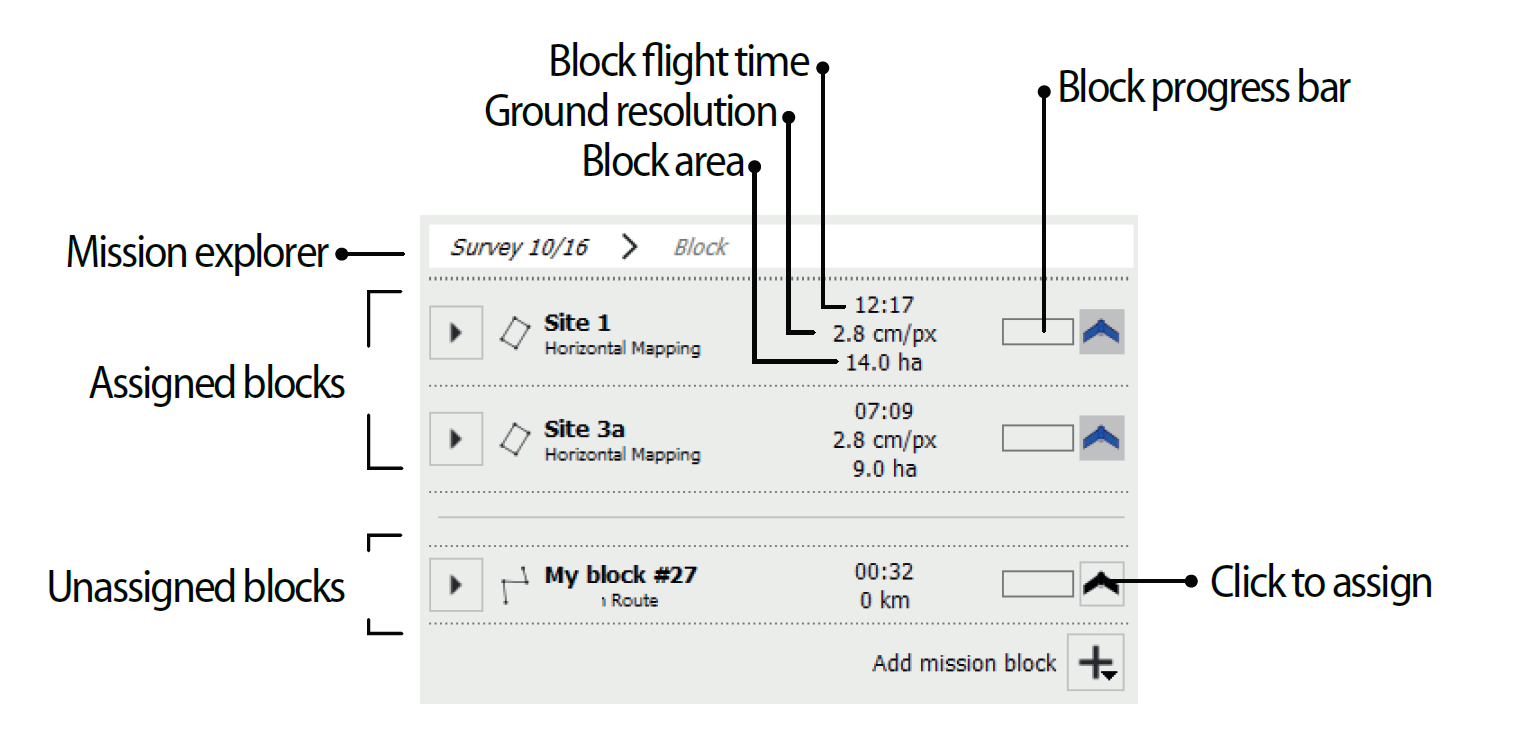 Block flight time
Ground resolution
Block area
Block progress bar
Mission explorer
Survey 10/16 > Block
Assigned blocks
Site 1
Horizontal Mapping
12:17
2.8 cm/px
14.0 ha
Site 3a
Horizontal Mapping
07:09
2.8 cm/px
9.0 ha
Unassigned blocks
My block #27
Route
00:32
0 km
Click to assign
Add mission block